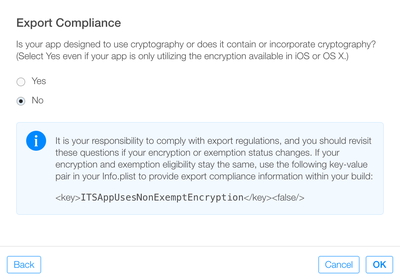 Export Compliance
Is your app designed to use cryptography or does it contain or incorporate cryptography?
(Select Yes even if your app is only utilizing the encryption available in iOS or OS X.)
Yes
No
It is your responsibility to comply with export regulations, and you should revisit
these questions if your encryption or exemption status changes. If your
encryption and exemption eligibility stay the same, use the following key-value
pair in your Info.plist to provide export compliance information within your build:
<key>ITSAppUsesNonExemptEncryption</key><false/>
Back
Cancel
OK